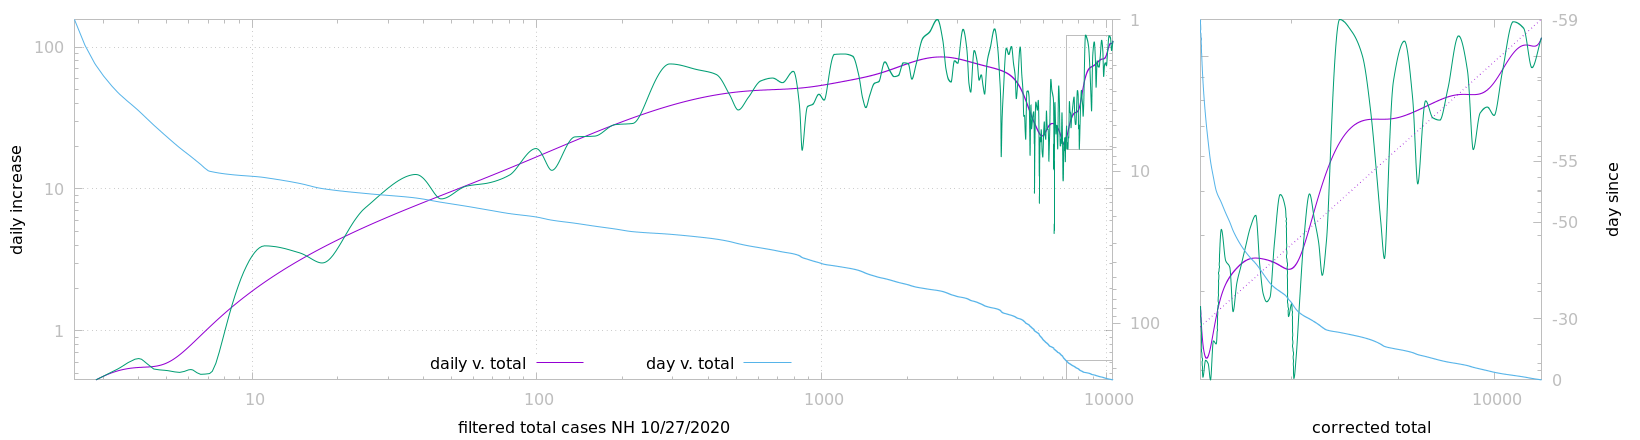 daily increase
100
10
1
10
100
1000
10000
filtered total cases NH 10/27/2020
daily v. total
day v. total
1
10
100
10000
corrected total
-59
-55
-50
-30
0
day since